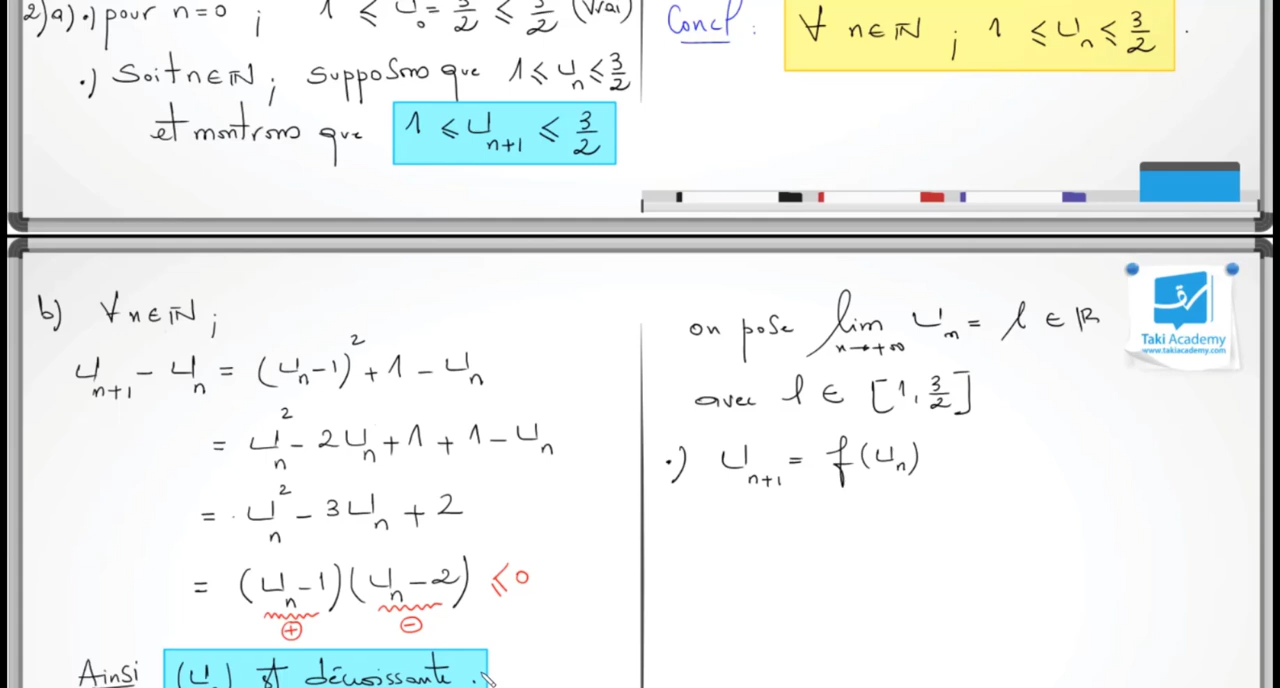 2)a).) pour n=0 ; 1 ≤ U₀ = 3/2 ≤ 3/2 (Vrai)
.) Soit n∈ℕ ; supposons que 1 ≤ Uₙ ≤ 3/2
et montrons que 1 ≤ Uₙ₊₁ ≤ 3/2
Concl : ∀ n∈ℕ ; 1 ≤ Uₙ ≤ 3/2 .
b) ∀ n∈ℕ ;
Uₙ₊₁ - Uₙ = (Uₙ-1)² + 1 - Uₙ
= Uₙ² - 2Uₙ + 1 + 1 - Uₙ
= Uₙ² - 3Uₙ + 2
= (Uₙ-1)(Uₙ-2) ≤ 0
⊕ ⊖
Ainsi (Uₙ) est décroissante .
on pose lim Uₙ = l ∈ ℝ
n→+∞
avec l ∈ [1, 3/2]
.) Uₙ₊₁ = f(Uₙ)
Taki Academy
www.takiacademy.com